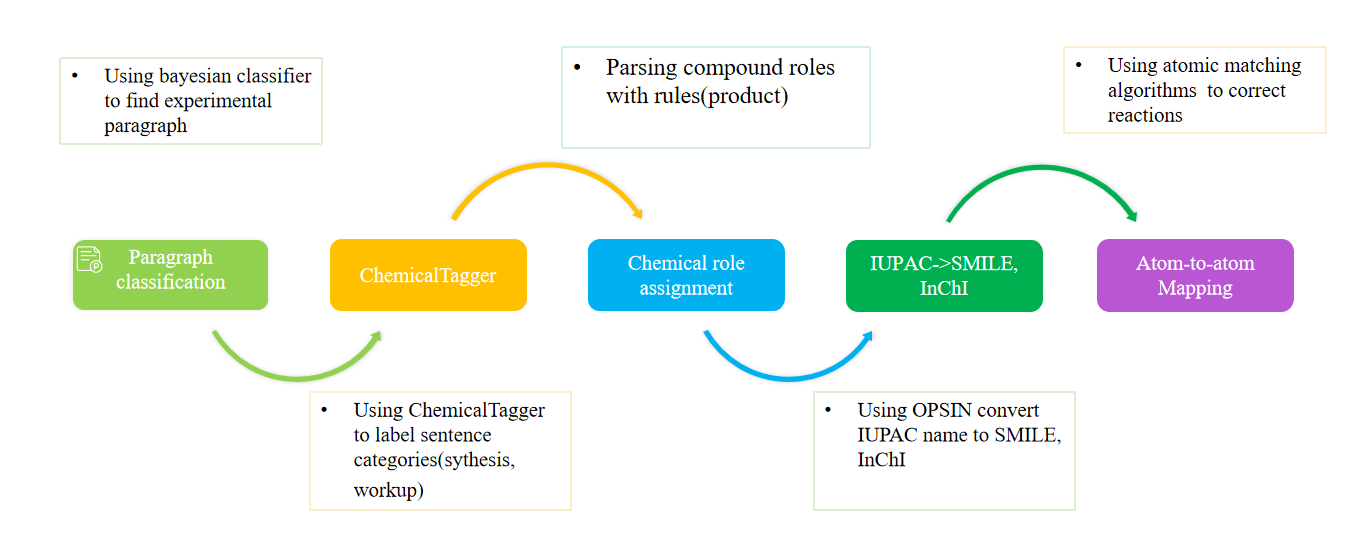 • Using bayesian classifier
to find experimental
paragraph
• Parsing compound roles
with rules(product)
• Using atomic matching
algorithms to correct
reactions
P
Paragraph
classification
ChemicalTagger
Chemical role
assignment
IUPAC->SMILE,
InChI
Atom-to-atom
Mapping
• Using ChemicalTagger
to label sentence
categories(sythesis,
workup)
• Using OPSIN convert
IUPAC name to SMILE,
InChI